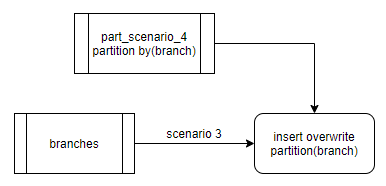 part_scenario_4
partition by(branch)
branches
scenario 3
insert overwrite
partition(branch)